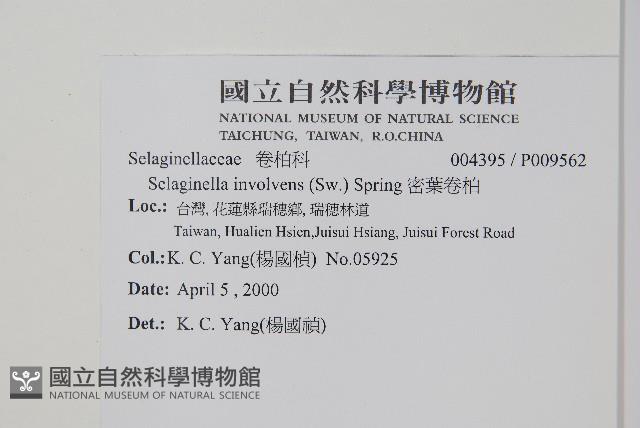 國立自然科學博物館
NATIONAL MUSEUM OF NATURAL SCIENCE
TAICHUNG, TAIWAN, R.O.CHINA
Selaginellaceae 卷柏科 004395 / P009562
Selaginella involvens (Sw.) Spring 密葉卷柏
Loc.: 台灣, 花蓮縣瑞穗鄉, 瑞穗林道
Taiwan, Hualien Hsien,Juisui Hsiang, Juisui Forest Road
Col.:K. C. Yang(楊國楨) No.05925
Date: April 5 , 2000
Det.: K. C. Yang(楊國禎)
國立自然科學博物館
NATIONAL MUSEUM OF NATURAL SCIENCE